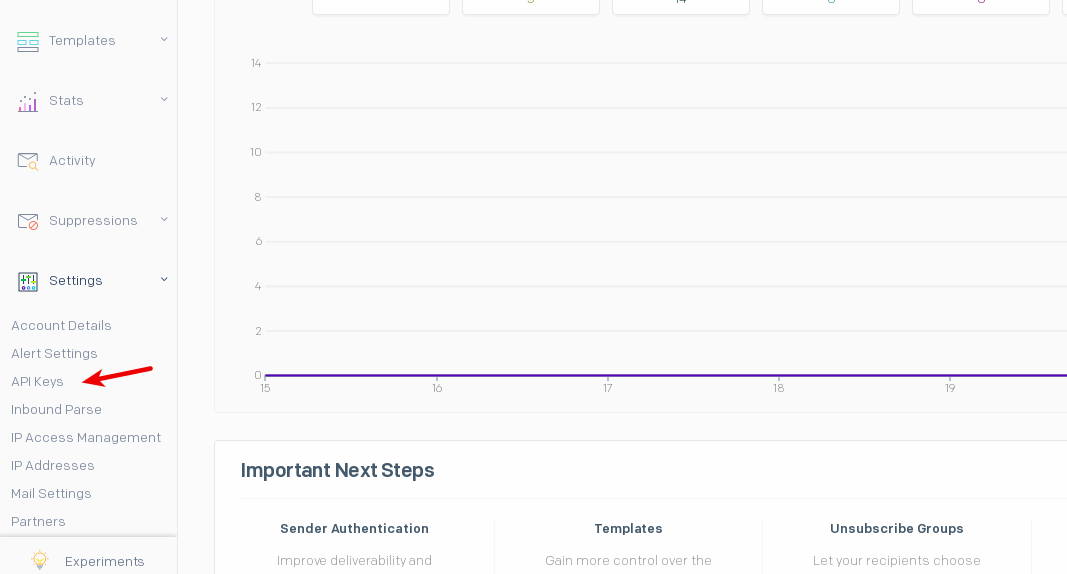 Templates
Stats
Activity
Suppressions
Settings
Account Details
Alert Settings
API Keys
Inbound Parse
IP Access Management
IP Addresses
Mail Settings
Partners
Experiments
14
12
10
8
6
4
2
0
15 16 17 18 19
Important Next Steps
Sender Authentication
Improve deliverability and
Templates
Gain more control over the
Unsubscribe Groups
Let your recipients choose